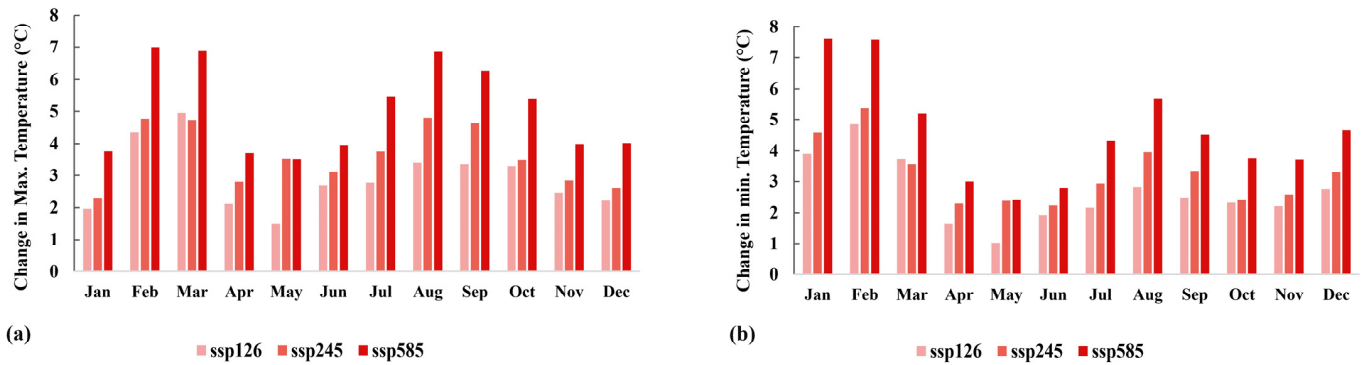 Change in Max. Temperature (°C)
8
7
6
5
4
3
2
1
0
Jan Feb Mar Apr May Jun Jul Aug Sep Oct Nov Dec
(a)
ssp126 ssp245 ssp585
Change in min. Temperature (°C)
8
7
6
5
4
3
2
1
0
Jan Feb Mar Apr May Jun Jul Aug Sep Oct Nov Dec
(b)
ssp126 ssp245 ssp585